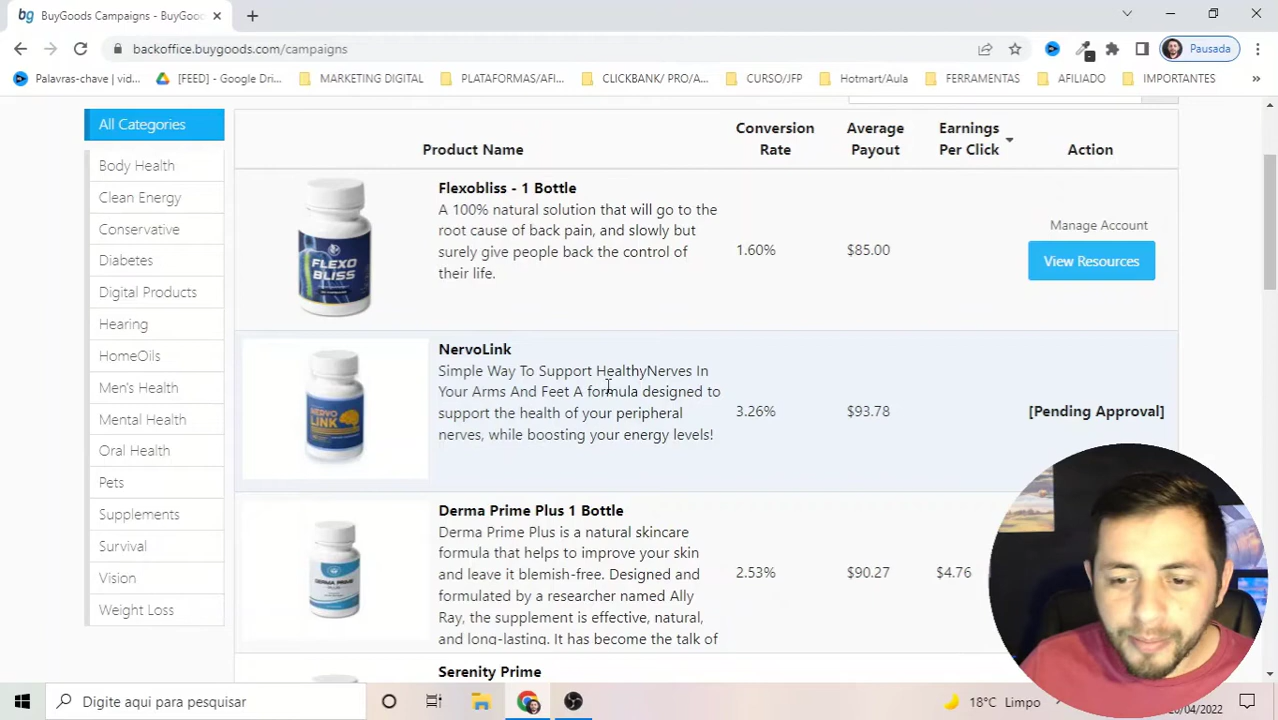 BuyGoods Campaigns - BuyGoo
backoffice.buygoods.com/campaigns
Pausada
Palavras-chave | vid...
[FEED] - Google Dri...
MARKETING DIGITAL
PLATAFORMAS/AFI...
CLICKBANK/ PRO/A...
CURSO/JFP
Hotmart/Aula
FERRAMENTAS
AFILIADO
IMPORTANTES
All Categories
Body Health
Clean Energy
Conservative
Diabetes
Digital Products
Hearing
HomeOils
Men's Health
Mental Health
Oral Health
Pets
Supplements
Survival
Vision
Weight Loss
Product Name
Conversion
Rate
Average
Payout
Earnings
Per Click
Action
Flexobliss - 1 Bottle
A 100% natural solution that will go to the
root cause of back pain, and slowly but
surely give people back the control of
their life.
1.60%
$85.00
Manage Account
View Resources
FLEXO
BLISS
NervoLink
Simple Way To Support HealthyNerves In
Your Arms And Feet A formula designed to
support the health of your peripheral
nerves, while boosting your energy levels!
3.26%
$93.78
[Pending Approval]
NERVO
LINK
Derma Prime Plus 1 Bottle
Derma Prime Plus is a natural skincare
formula that helps to improve your skin
and leave it blemish-free. Designed and
formulated by a researcher named Ally
Ray, the supplement is effective, natural,
and long-lasting. It has become the talk of
2.53%
$90.27
$4.76
DERMA PRIME
Serenity Prime
Digite aqui para pesquisar
18°C Limpo
/04/2022